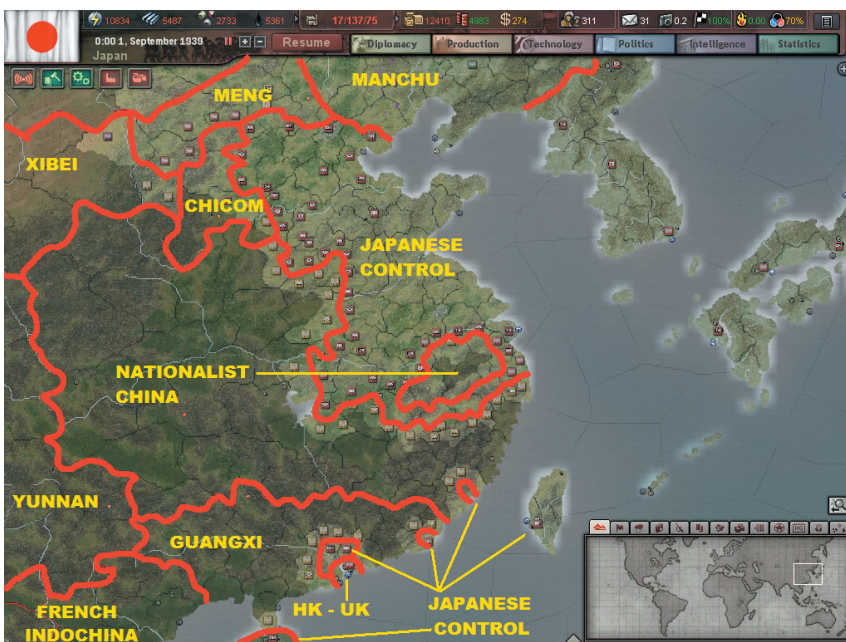 10834 5487 2733 5361 17/137/75 12410 4983 $274 311 31 0.2 100% 0.00 70%
0:00 1, September 1939 Resume Diplomacy Production Technology Politics Intelligence Statistics
Japan
MENG
MANCHU
XIBEI
CHICOM
JAPANESE
CONTROL
NATIONALIST
CHINA
YUNNAN
GUANGXI
HK - UK
JAPANESE
CONTROL
FRENCH
INDOCHINA